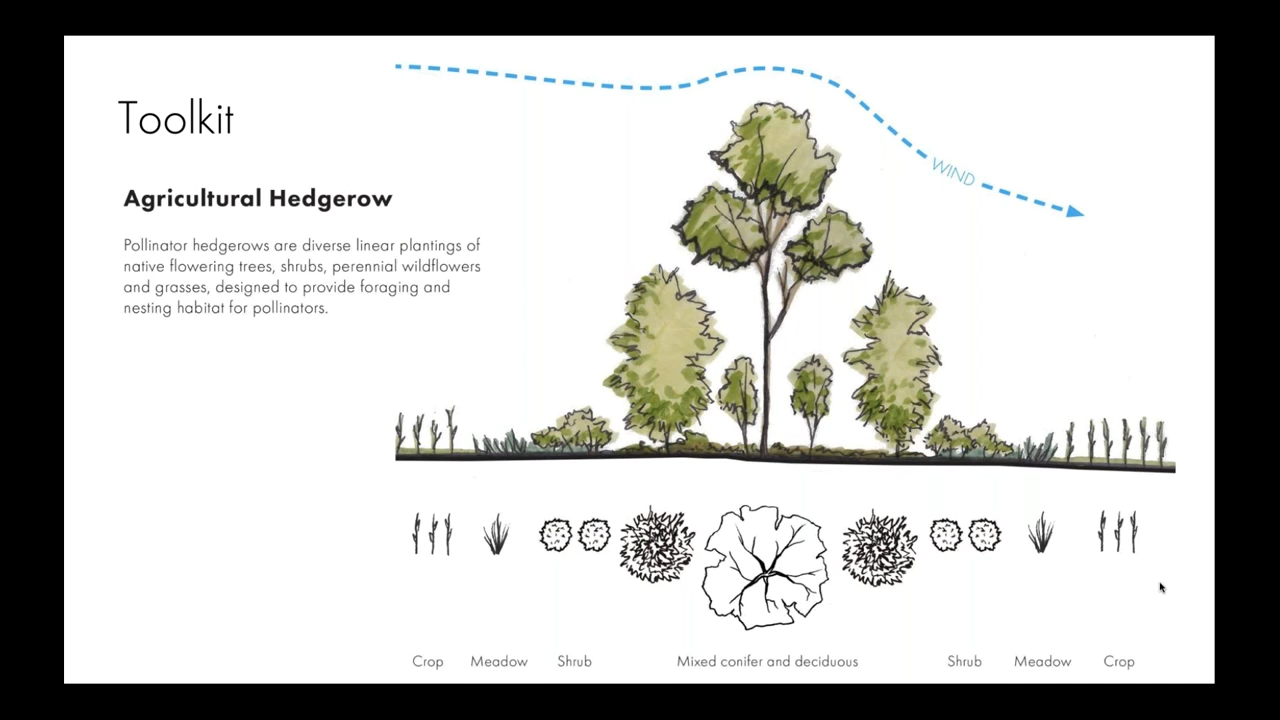 Toolkit
WIND
Agricultural Hedgerow
Pollinator hedgerows are diverse linear plantings of
native flowering trees, shrubs, perennial wildflowers
and grasses, designed to provide foraging and
nesting habitat for pollinators.
Crop Meadow Shrub Mixed conifer and deciduous Shrub Meadow Crop